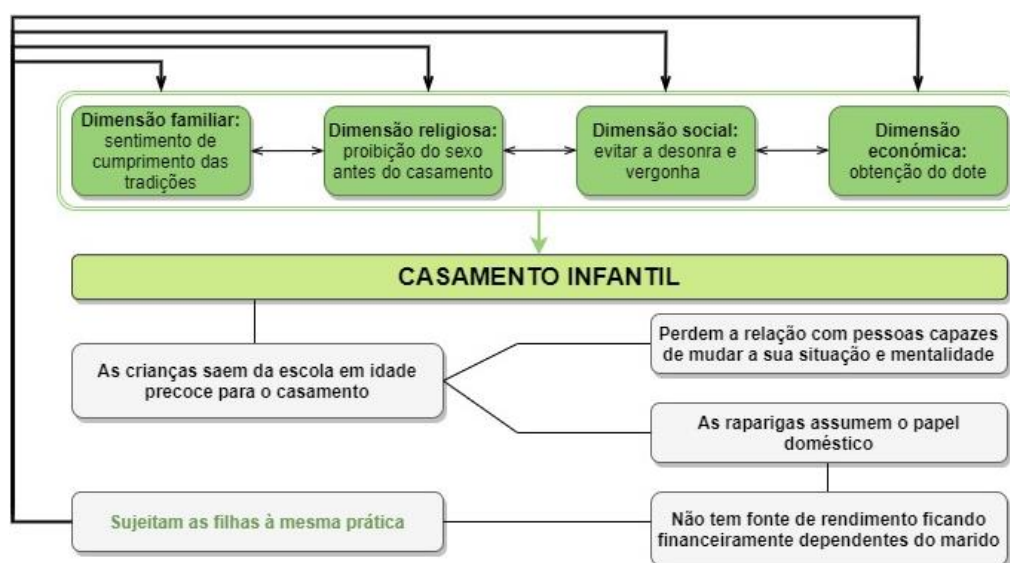 Dimensão familiar:
sentimento de
cumprimento das
tradições
Dimensão religiosa:
proibição do sexo
antes do casamento
Dimensão social:
evitar a desonra e
vergonha
Dimensão
económica:
obtenção do dote
CASAMENTO INFANTIL
As crianças saem da escola em idade
precoce para o casamento
Perdem a relação com pessoas capazes
de mudar a sua situação e mentalidade
As raparigas assumem o papel
doméstico
Sujeitam as filhas à mesma prática
Não tem fonte de rendimento ficando
financeiramente dependentes do marido